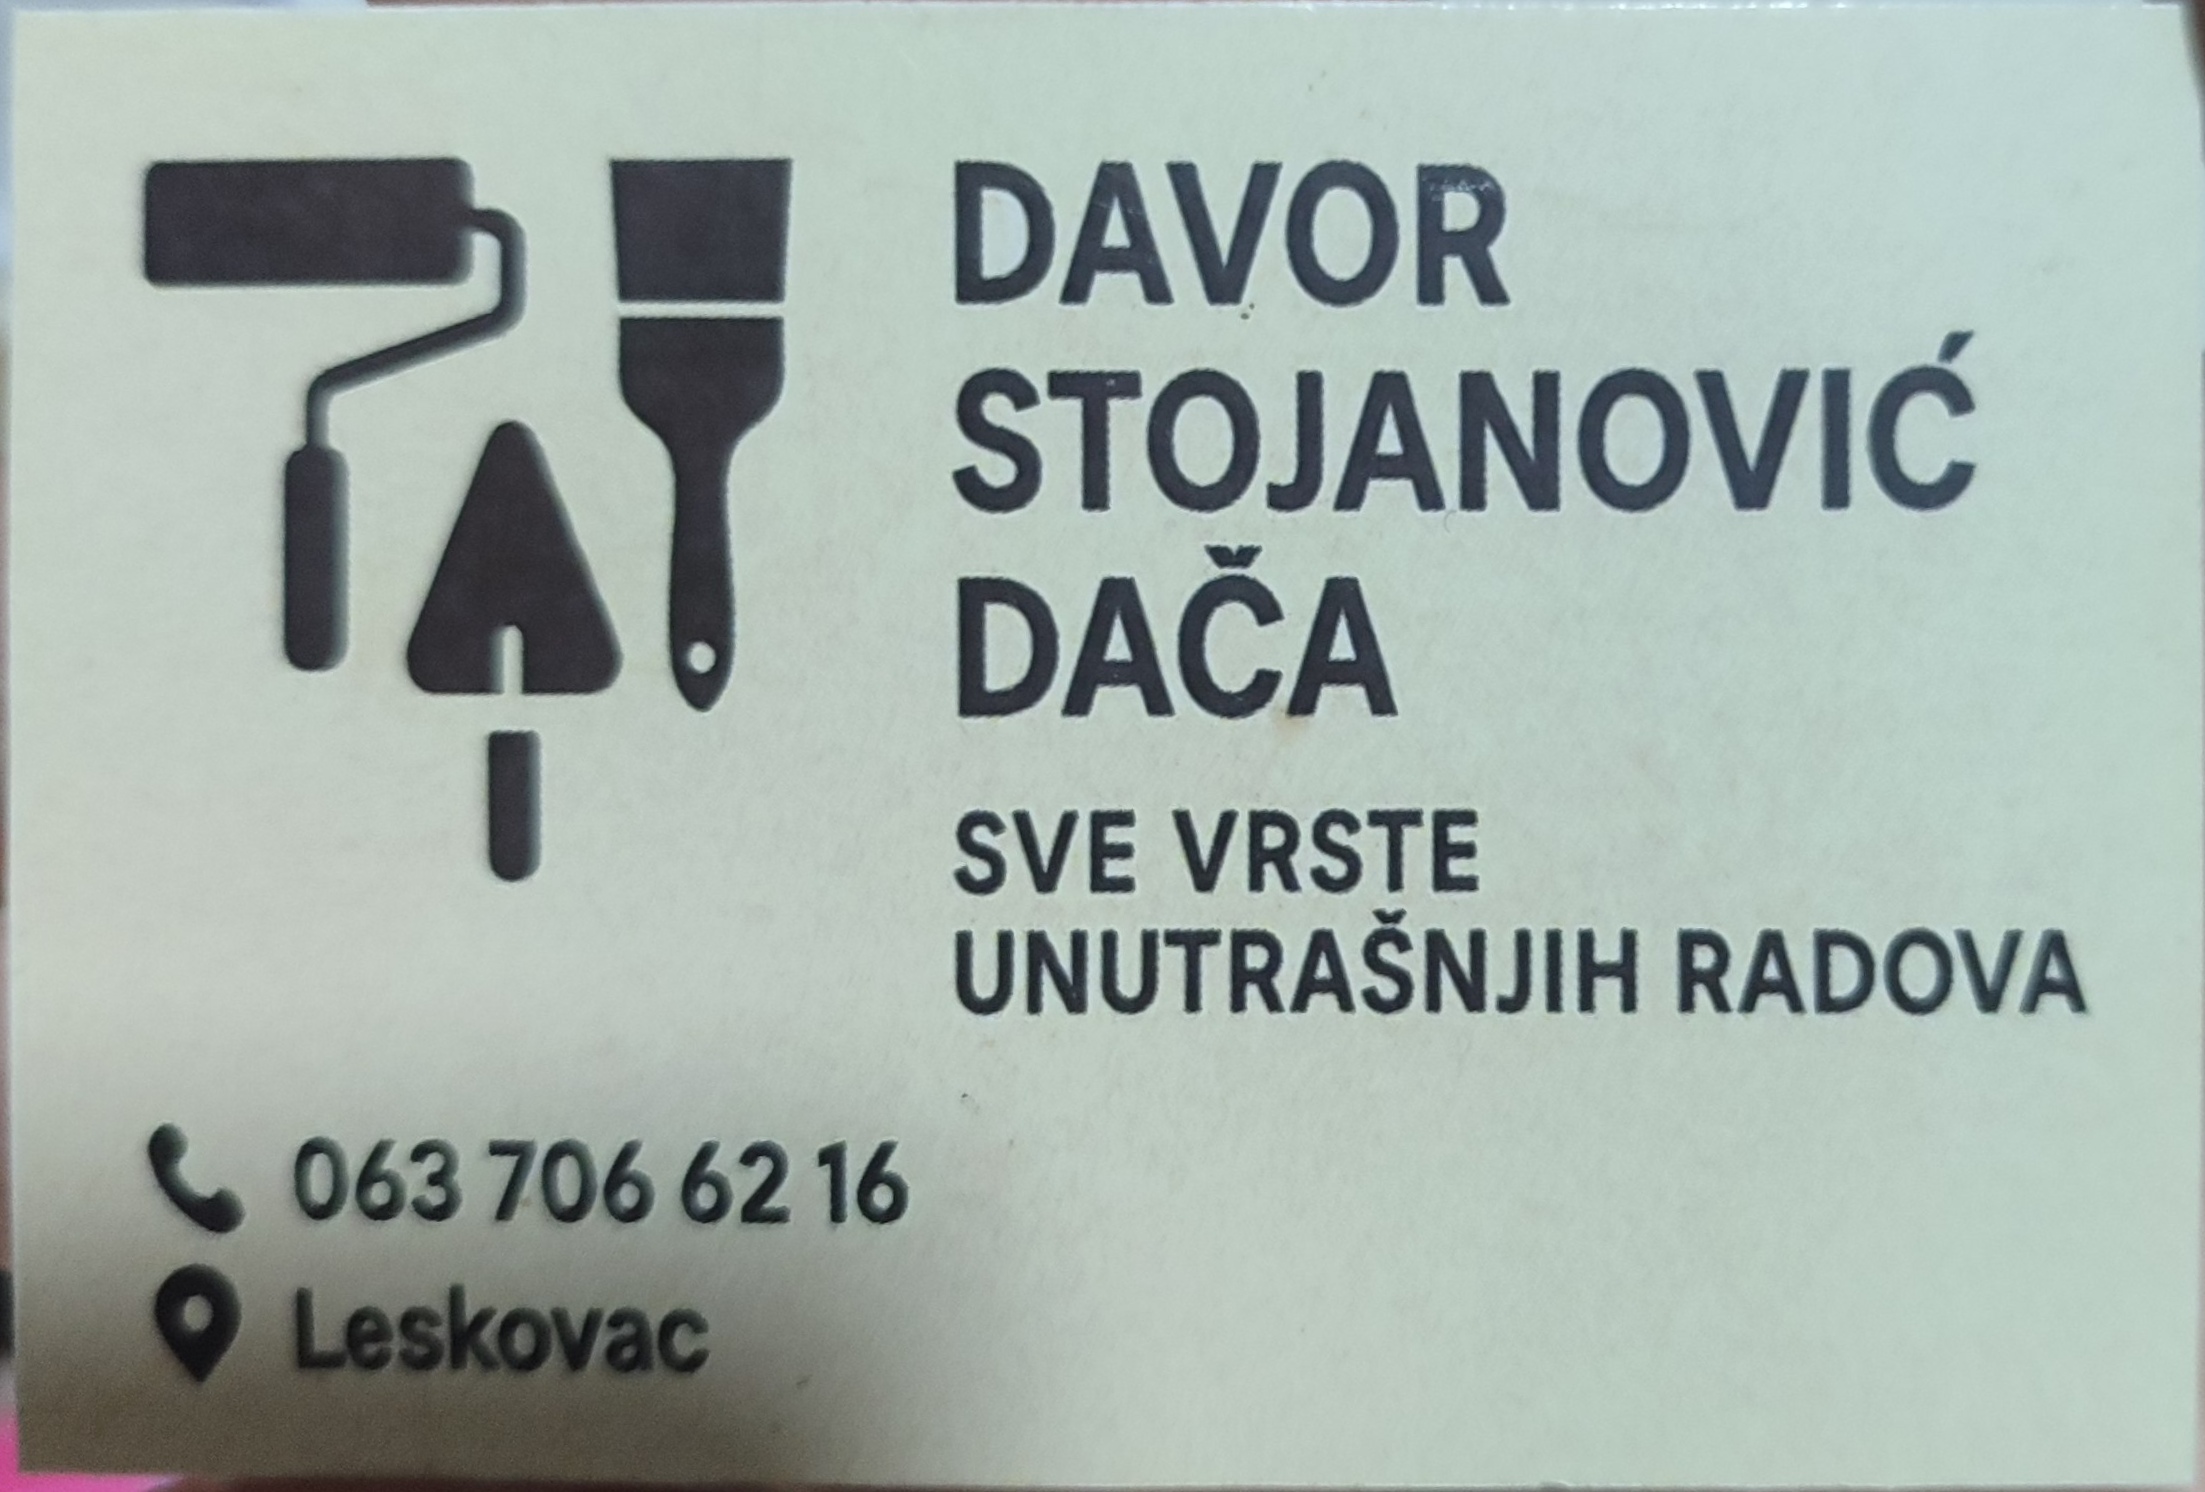 DAVOR
STOJANOVIĆ
DAČA
SVE VRSTE
UNUTRAŠNJIH RADOVA
063 706 62 16
Leskovac